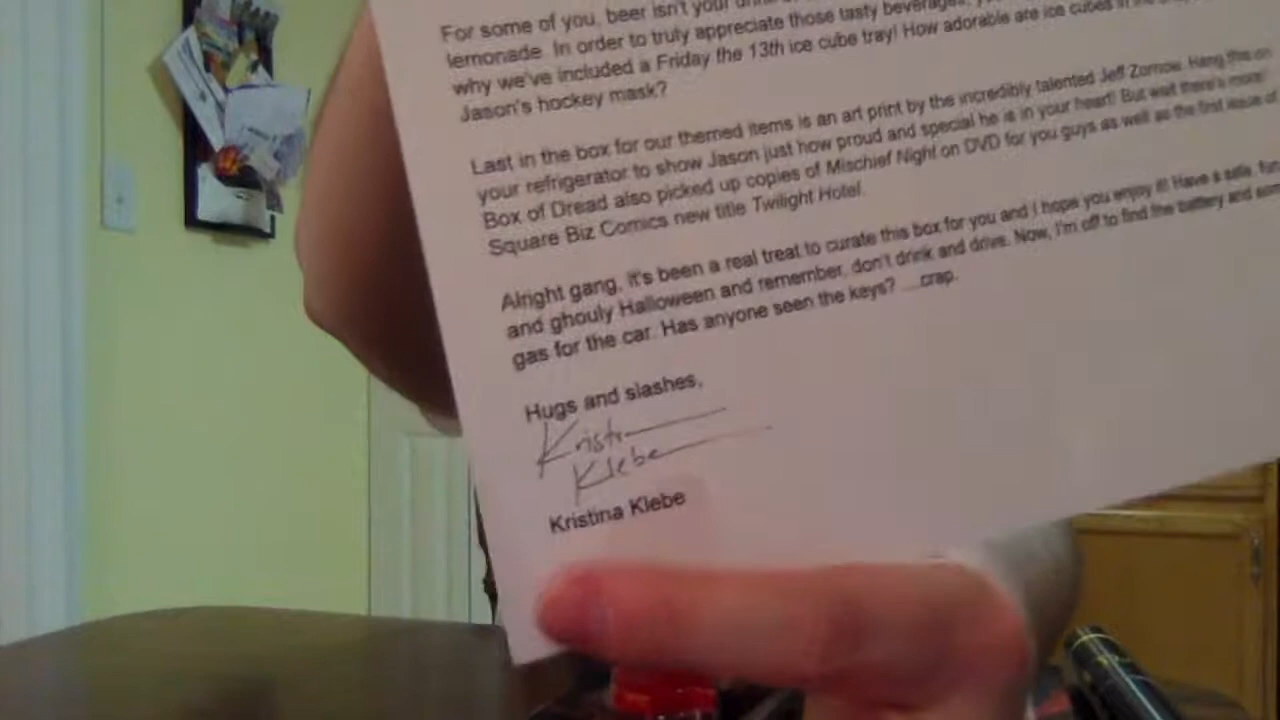 For some of you, beer isn't your
lemonade. In order to truly appreciate those tasty beverages,
why we've included a Friday the 13th ice cube tray! How adorable are ice cubes in the
Jason's hockey mask?
Last in the box for our themed items is an art print by the incredibly talented Jeff Zornow. Hang this on
your refrigerator to show Jason just how proud and special he is in your heart! But wait there's more!
Box of Dread also picked up copies of Mischief Night on DVD for you guys as well as the first issue of
Square Biz Comics new title Twilight Hotel.
Alright gang, it's been a real treat to curate this box for you and I hope you enjoy it! Have a safe, fun
and ghouly Halloween and remember, don't drink and drive. Now, I'm off to find the battery and some
gas for the car. Has anyone seen the keys? ...crap.
Hugs and slashes,
Kristi
Klebe
Kristina Klebe